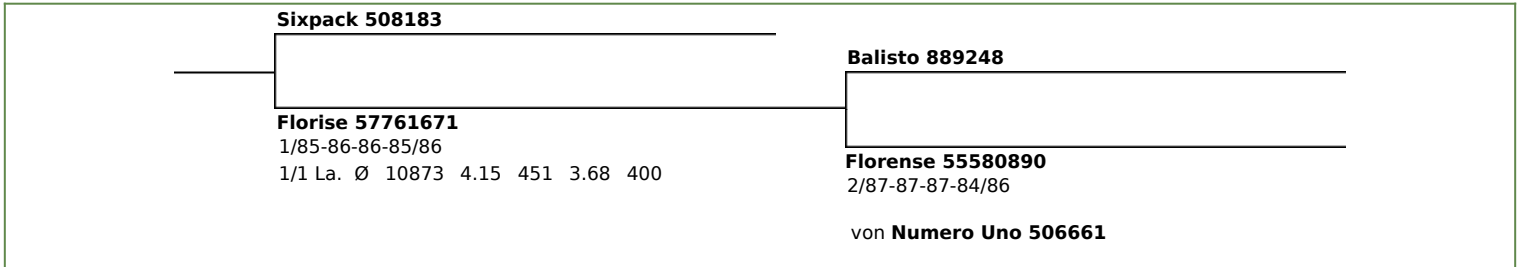 Sixpack 508183
Balisto 889248
Florise 57761671
1/85-86-86-85/86
1/1 La. Ø 10873 4.15 451 3.68 400
Florense 55580890
2/87-87-87-84/86
von Numero Uno 506661